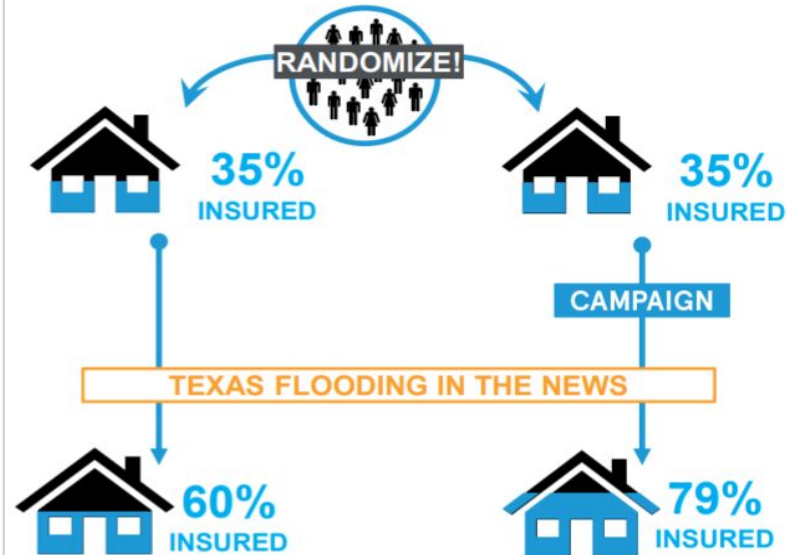 RANDOMIZE!
35%
INSURED
35%
INSURED
CAMPAIGN
TEXAS FLOODING IN THE NEWS
60%
INSURED
79%
INSURED